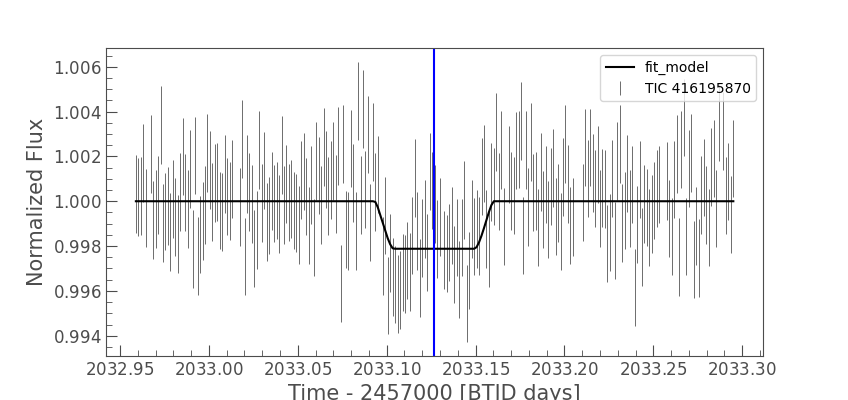 1.006
1.004
1.002
1.000
0.998
0.996
0.994
Normalized Flux
fit_model
TIC 416195870
2032.95 2033.00 2033.05 2033.10 2033.15 2033.20 2033.25 2033.30
Time - 2457000 [BTJD days]